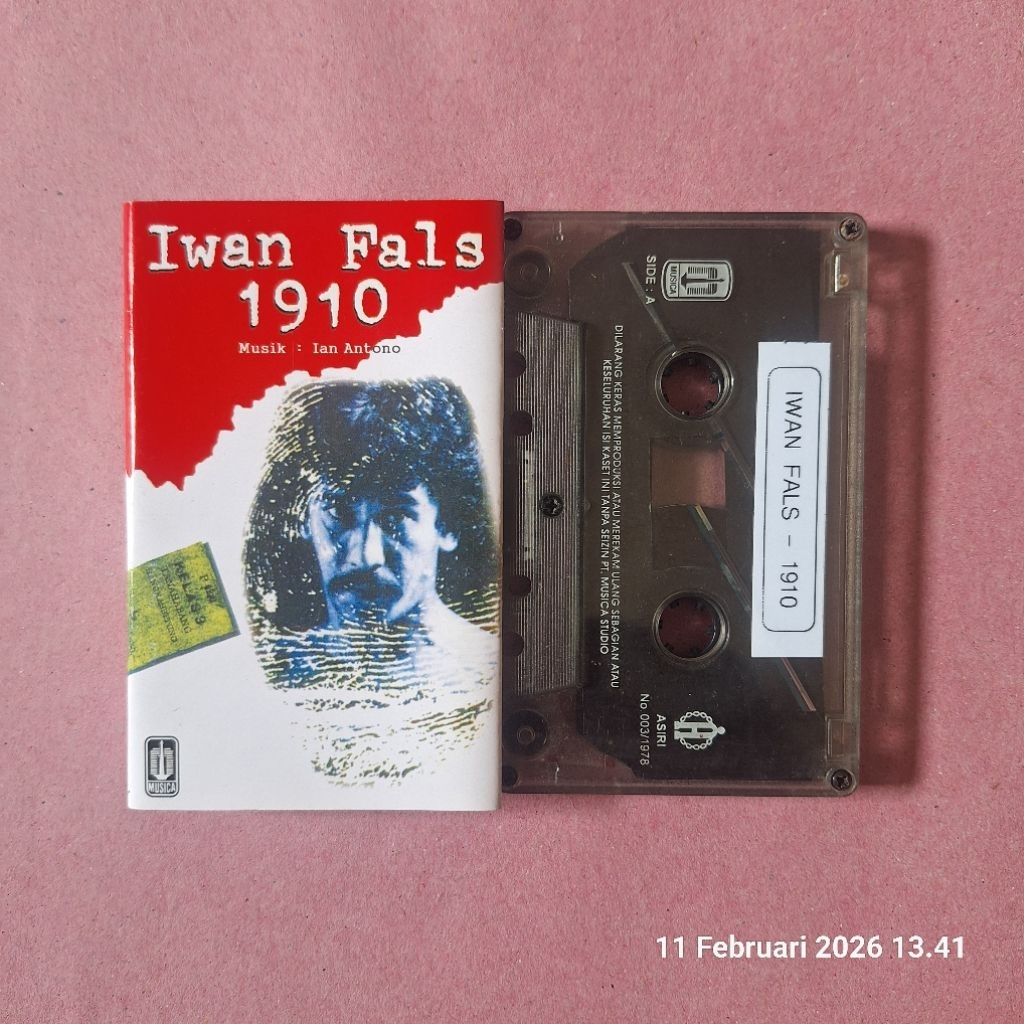 Iwan Fals
1910
Musik : Ian Antono
KELAS 3
MUSICA
SIDE : A
MUSICA
DILARANG KERAS MEMPRODUKSI ATAU MEREKAM ULANG SEBAGIAN ATAU
KESELURUHAN ISI KASET INI TANPA SEIZIN PT. MUSICA STUDIO
IWAN FALS - 1910
ASIRI
No. 003/1978
11 Februari 2026 13.41